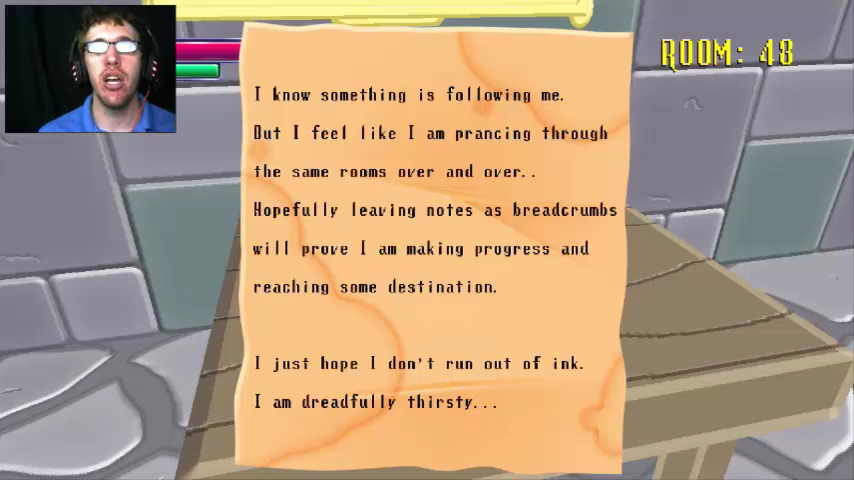 ROOM: 48
I know something is following me.
But I feel like I am prancing through
the same rooms over and over..
Hopefully leaving notes as breadcrumbs
will prove I am making progress and
reaching some destination.
I just hope I don't run out of ink.
I am dreadfully thirsty...